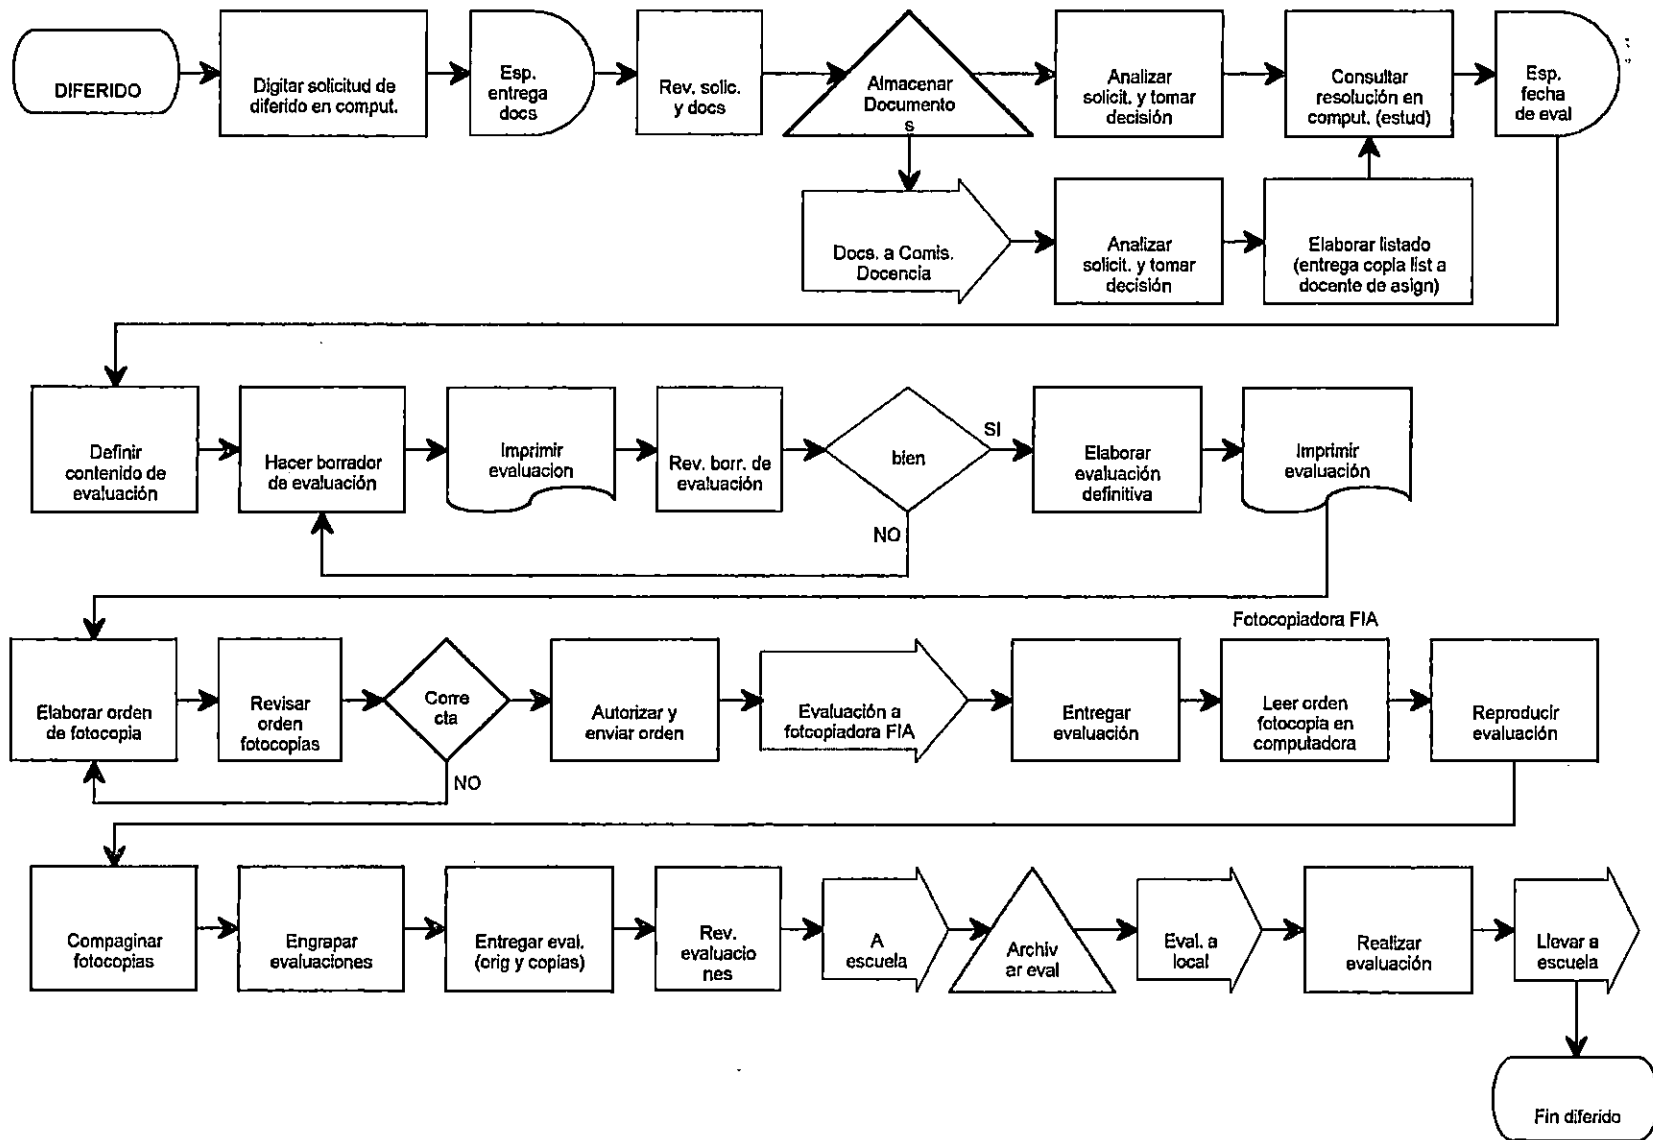 DIFERIDO
Digitar solicitud de
diferido en comput.
Esp.
entrega
docs
Rev. solic.
y docs
Almacenar
Documento
s
Analizar
solicit. y tomar
decisión
Consultar
resolución en
comput. (estud)
Esp.
fecha
de eval
Docs. a Comis.
Docencia
Analizar
solicit. y tomar
decisión
Elaborar listado
(entrega copia list a
docente de asign)
Definir
contenido de
evaluación
Hacer borrador
de evaluación
Imprimir
evaluacion
Rev. borr. de
evaluación
bien
SI
NO
Elaborar
evaluación
definitiva
Imprimir
evaluación
Elaborar orden
de fotocopia
Revisar
orden
fotocopias
Corre
cta
NO
Autorizar y
enviar orden
Evaluación a
fotcopiadora FIA
Entregar
evaluación
Fotocopiadora FIA
Leer orden
fotocopia en
computadora
Reproducir
evaluación
Compaginar
fotocopias
Engrapar
evaluaciones
Entregar eval.
(orig y copias)
Rev.
evaluacio
nes
A
escuela
Archiv
ar eval
Eval. a
local
Realizar
evaluación
Llevar a
escuela
Fin diferido